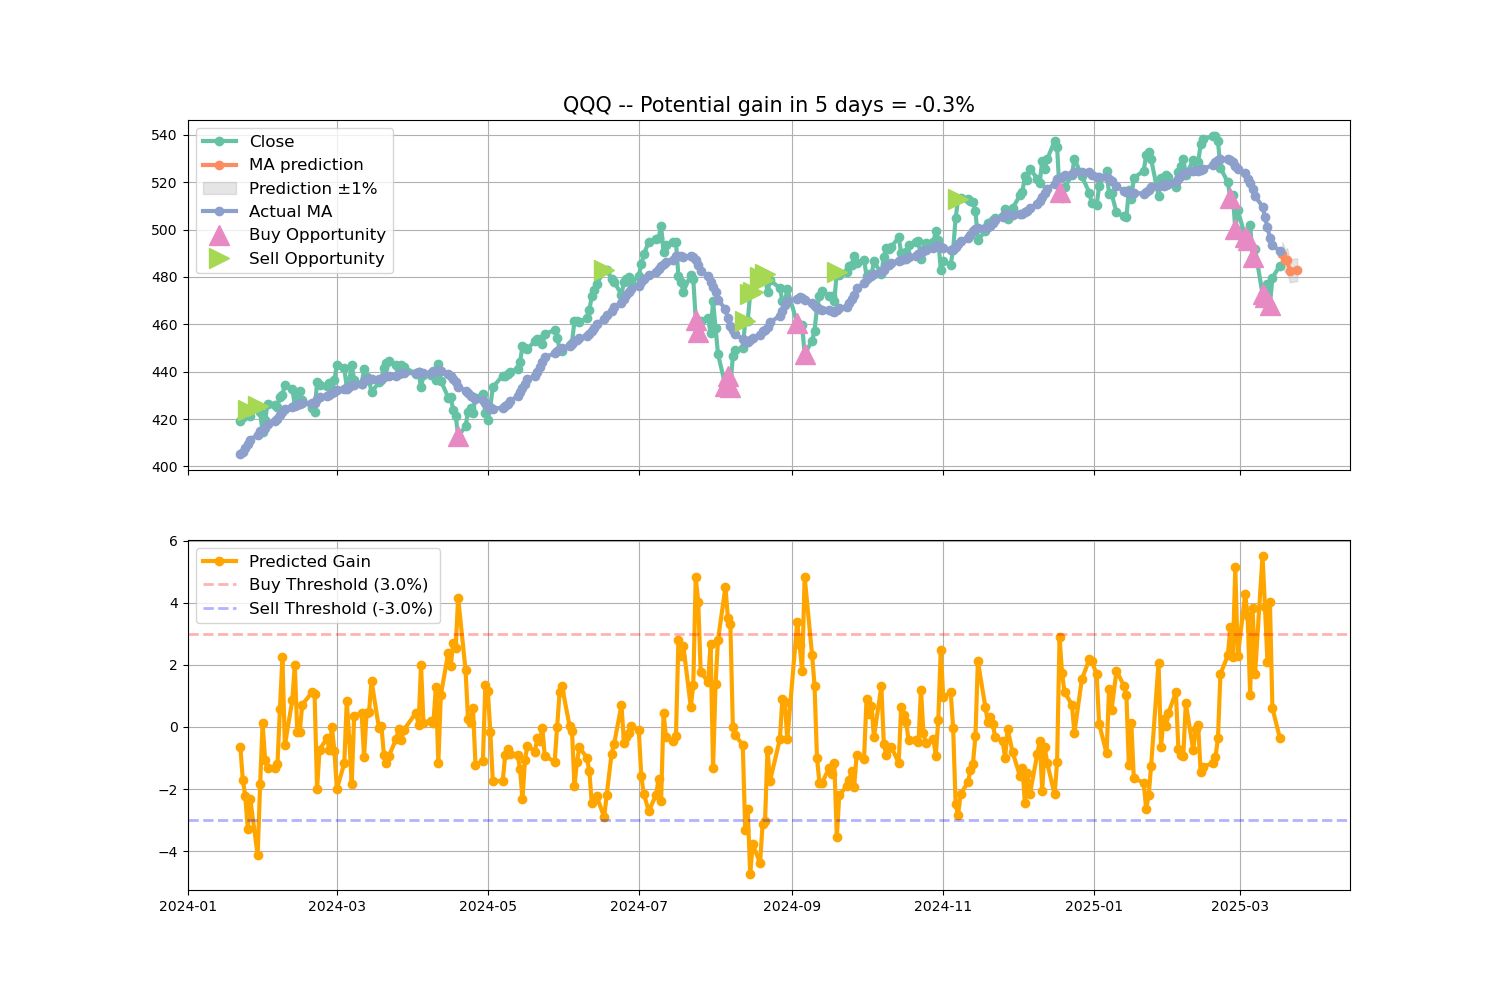 QQQ -- Potential gain in 5 days = -0.3%
540
520
500
480
460
440
420
400
Close
MA prediction
Prediction ±1%
Actual MA
Buy Opportunity
Sell Opportunity
6
4
2
0
−2
−4
Predicted Gain
Buy Threshold (3.0%)
Sell Threshold (-3.0%)
2024-01 2024-03 2024-05 2024-07 2024-09 2024-11 2025-01 2025-03